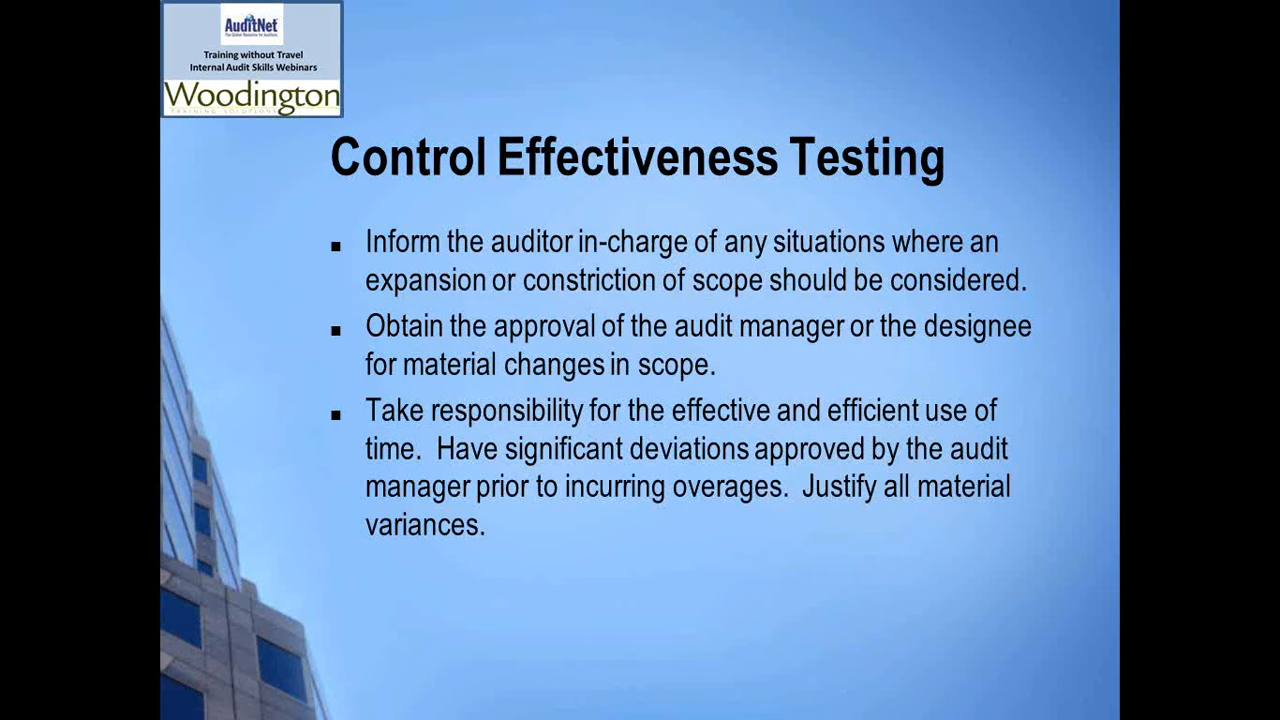 AuditNet
Training without Travel
Internal Audit Skills Webinars
Woodington
TRAINING SOLUTIONS
Control Effectiveness Testing
Inform the auditor in-charge of any situations where an
expansion or constriction of scope should be considered.
Obtain the approval of the audit manager or the designee
for material changes in scope.
Take responsibility for the effective and efficient use of
time. Have significant deviations approved by the audit
manager prior to incurring overages. Justify all material
variances.